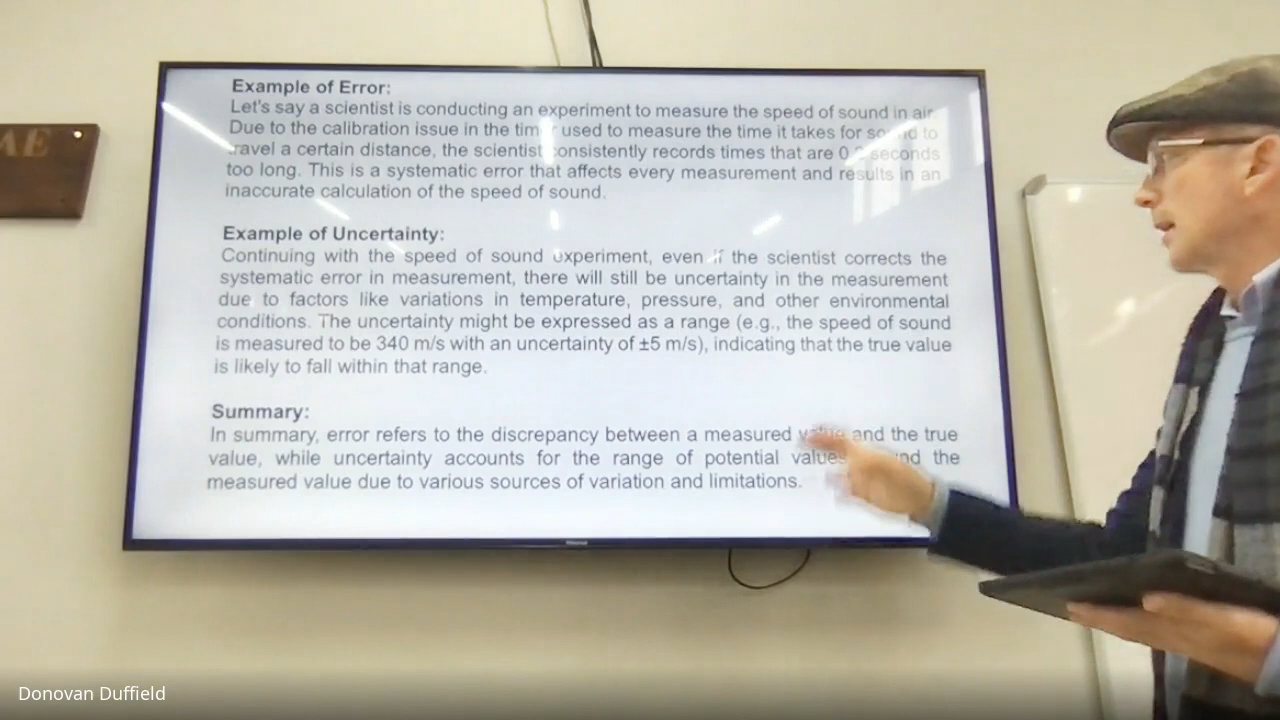 AE
Example of Error:
Let's say a scientist is conducting an experiment to measure the speed of sound in air.
Due to the calibration issue in the timer used to measure the time it takes for sound to
travel a certain distance, the scientist consistently records times that are seconds
too long. This is a systematic error that affects every measurement and results in an
inaccurate calculation of the speed of sound.
Example of Uncertainty:
Continuing with the speed of sound experiment, even if the scientist corrects the
systematic error in measurement, there will still be uncertainty in the measurement
due to factors like variations in temperature, pressure, and other environmental
conditions. The uncertainty might be expressed as a range (e.g., the speed of sound
is measured to be 340 m/s with an uncertainty of ±5 m/s), indicating that the true value
is likely to fall within that range.
Summary:
In summary, error refers to the discrepancy between a measured value and the true
value, while uncertainty accounts for the range of potential values the
measured value due to various sources of variation and limitations.
Donovan Duffield